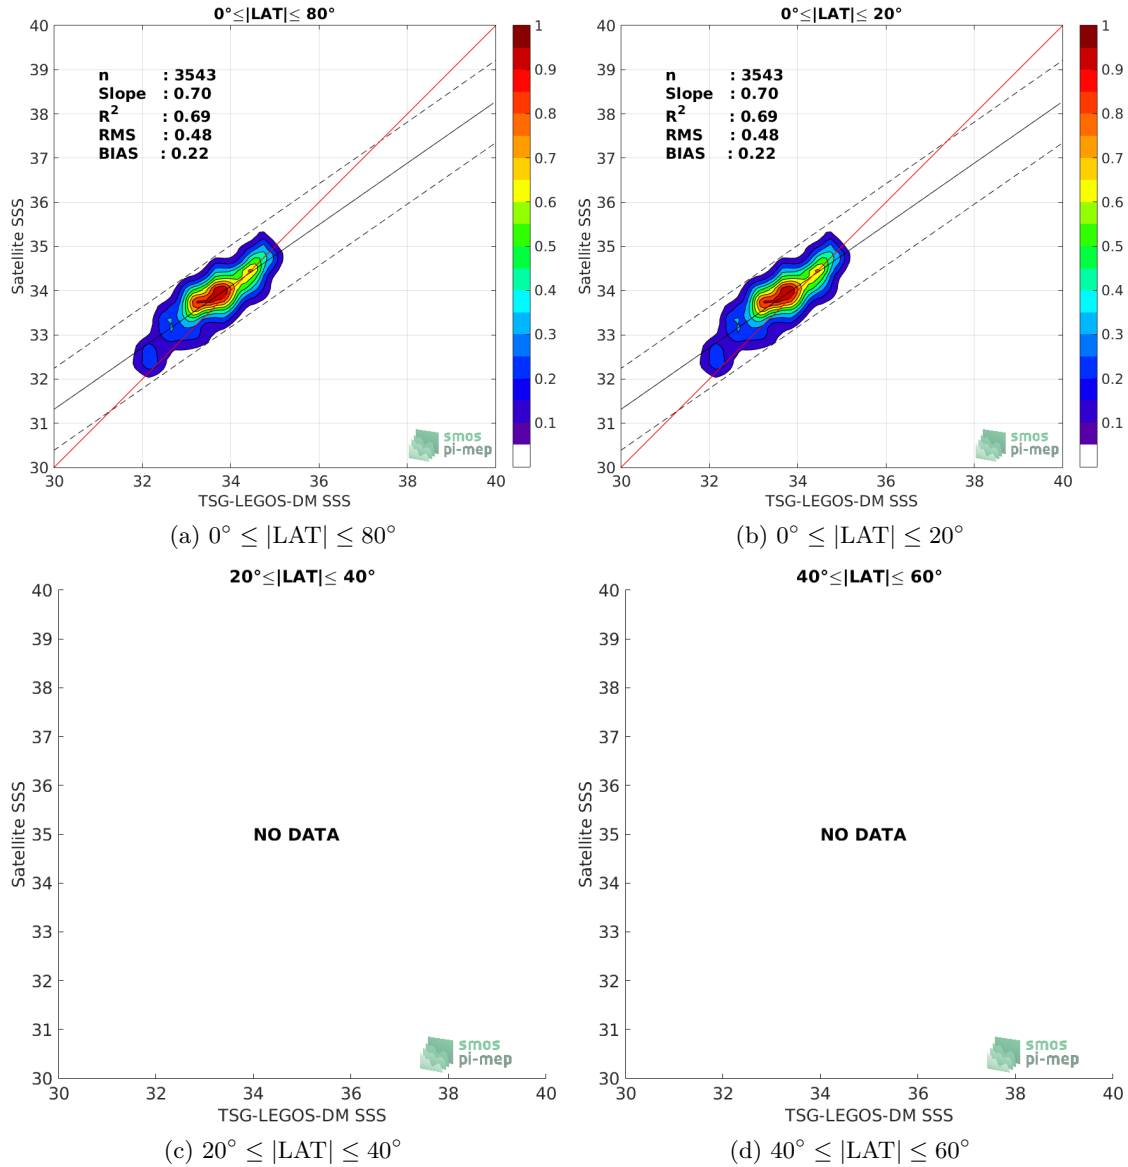 0°≤|LAT|≤ 80°
40
39
38
37
36
35
34
33
32
31
30
n : 3543
Slope : 0.70
R2 : 0.69
RMS : 0.48
BIAS : 0.22
Satellite SSS
smos
pi-mep
30 32 34 36 38 40
TSG-LEGOS-DM SSS
1
0.9
0.8
0.7
0.6
0.5
0.4
0.3
0.2
0.1
(a) 0° ≤ |LAT| ≤ 80°
0°≤|LAT|≤ 20°
40
39
38
37
36
35
34
33
32
31
30
n : 3543
Slope : 0.70
R2 : 0.69
RMS : 0.48
BIAS : 0.22
Satellite SSS
smos
pi-mep
30 32 34 36 38 40
TSG-LEGOS-DM SSS
1
0.9
0.8
0.7
0.6
0.5
0.4
0.3
0.2
0.1
(b) 0° ≤ |LAT| ≤ 20°
20°≤|LAT|≤ 40°
40
39
38
37
36
35
34
33
32
31
30
Satellite SSS
NO DATA
smos
pi-mep
30 32 34 36 38 40
TSG-LEGOS-DM SSS
(c) 20° ≤ |LAT| ≤ 40°
40°≤|LAT|≤ 60°
40
39
38
37
36
35
34
33
32
31
30
Satellite SSS
NO DATA
smos
pi-mep
30 32 34 36 38 40
TSG-LEGOS-DM SSS
(d) 40° ≤ |LAT| ≤ 60°